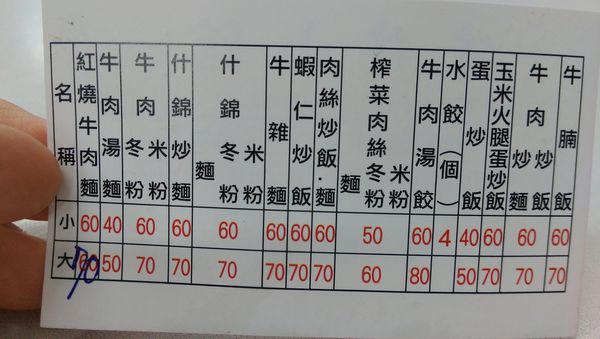 名稱
紅燒牛肉麵
牛肉湯麵
牛肉冬粉米粉
什錦炒麵
什錦麵冬粉米粉
牛雜麵
蝦仁炒飯
肉絲炒飯·麵
榨菜肉絲麵冬粉米粉
牛肉湯餃
水餃(個)
蛋炒飯
玉米火腿蛋炒飯
牛肉炒麵炒飯
牛腩飯
小 60 40 60 60 60 60 60 60 50 60 4 40 60 60 60
大 60 70 50 70 70 70 70 70 70 60 80 50 70 70 70